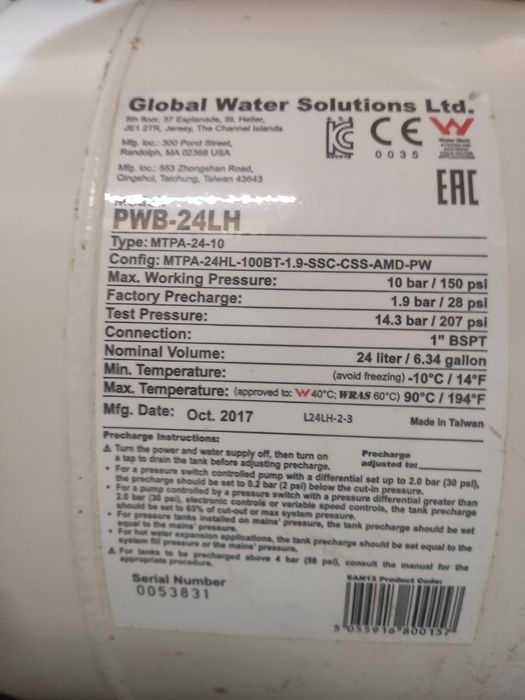 Global Water Solutions Ltd.
8th floor, 37 Esplanade, St. Helier,
JE1 2TR, Jersey, The Channel Islands
Mfg. loc.: 300 Pond Street,
Randolph, MA 02368 USA
Mfg. loc.: 553 Zhongshan Road,
Qingshui, Taichung, Taiwan 43643
CE
0035
EAC
PWB-24LH
Type: MTPA-24-10
Config: MTPA-24HL-100BT-1.9-SSC-CSS-AMD-PW
Max. Working Pressure: 10 bar / 150 psi
Factory Precharge: 1.9 bar / 28 psi
Test Pressure: 14.3 bar / 207 psi
Connection: 1" BSPT
Nominal Volume: 24 liter / 6.34 gallon
Min. Temperature: (avoid freezing) -10°C / 14°F
Max. Temperature: (approved to: W 40°C; WRAS 60°C) 90°C / 194°F
Mfg. Date: Oct. 2017 L24LH-2-3 Made in Taiwan
Precharge Instructions:
⚠ Turn the power and water supply off, then turn on
a tap to drain the tank before adjusting precharge.
Precharge
adjusted to:
• For a pressure switch controlled pump with a differential set up to 2.0 bar (30 psi),
the precharge should be set to 0.2 bar (2 psi) below the cut-in pressure.
• For a pump controlled by a pressure switch with a pressure differential greater than
2.0 bar (30 psi), electronic controls or variable speed controls, the tank precharge
should be set to 65% of cut-out or max system pressure.
• For pressure tanks installed on mains' pressure, the tank precharge should be set
equal to the mains' pressure.
• For hot water expansion applications, the tank precharge should be set equal to the
system fill pressure or the mains' pressure.
⚠ For tanks to be precharged above 4 bar (58 psi), consult the manual for the
appropriate procedure.
Serial Number
0053831
EAN13 Product Code:
5 055916 800157